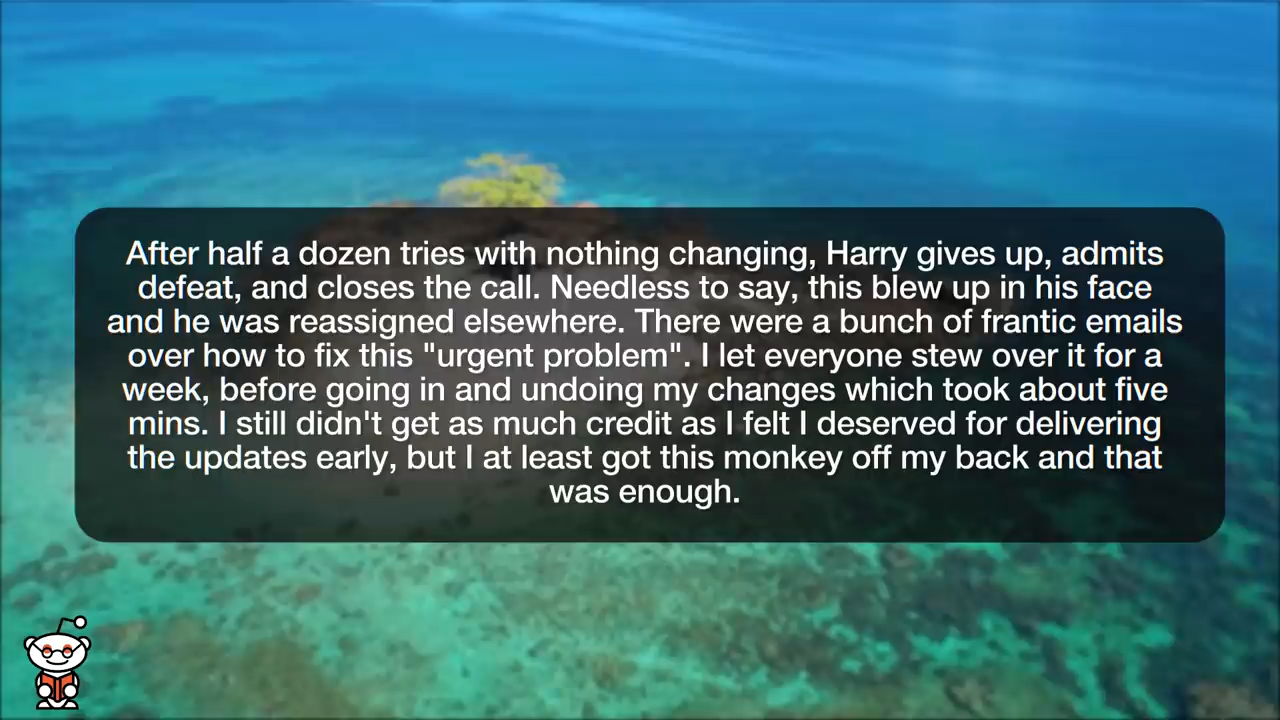 After half a dozen tries with nothing changing, Harry gives up, admits
defeat, and closes the call. Needless to say, this blew up in his face
and he was reassigned elsewhere. There were a bunch of frantic emails
over how to fix this "urgent problem". I let everyone stew over it for a
week, before going in and undoing my changes which took about five
mins. I still didn't get as much credit as I felt I deserved for delivering
the updates early, but I at least got this monkey off my back and that
was enough.